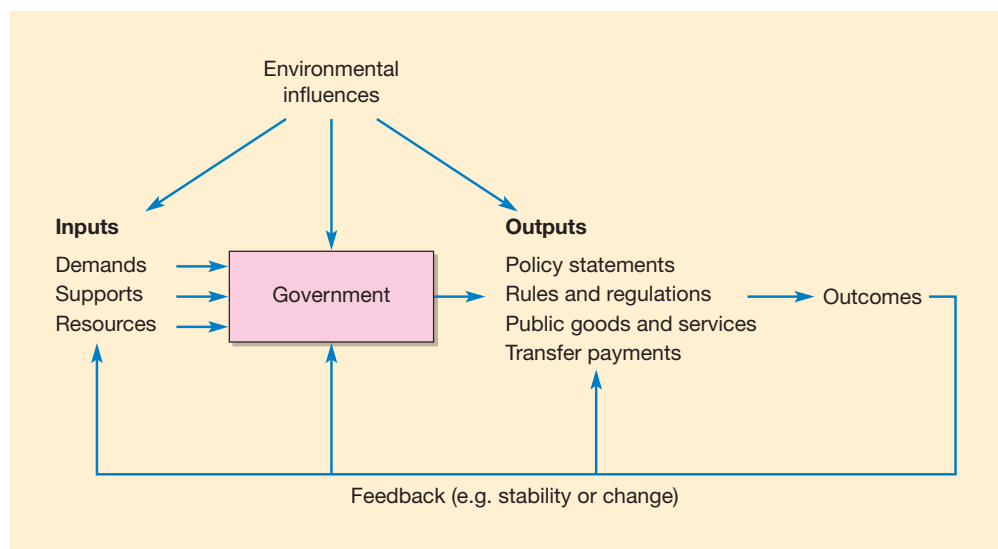 Environmental
influences
Inputs
Demands
Supports
Resources
Government
Outputs
Policy statements
Rules and regulations
Public goods and services
Transfer payments
Outcomes
Feedback (e.g. stability or change)